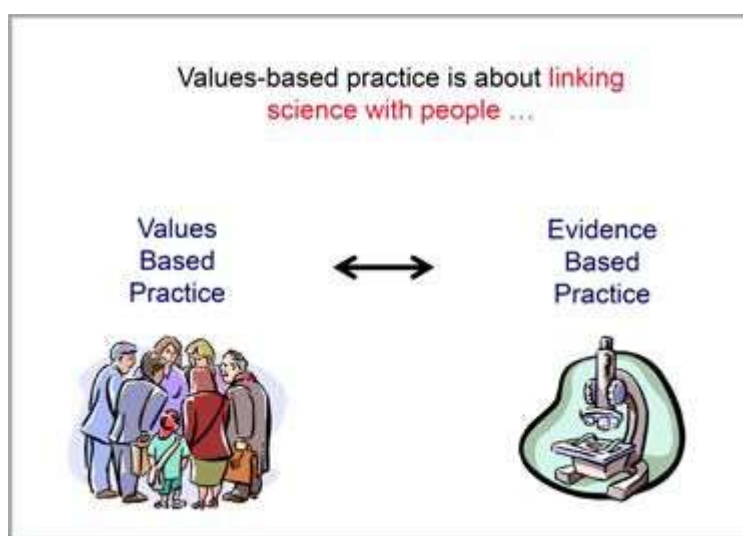 Values-based practice is about linking
science with people ...
Values
Based
Practice
Evidence
Based
Practice